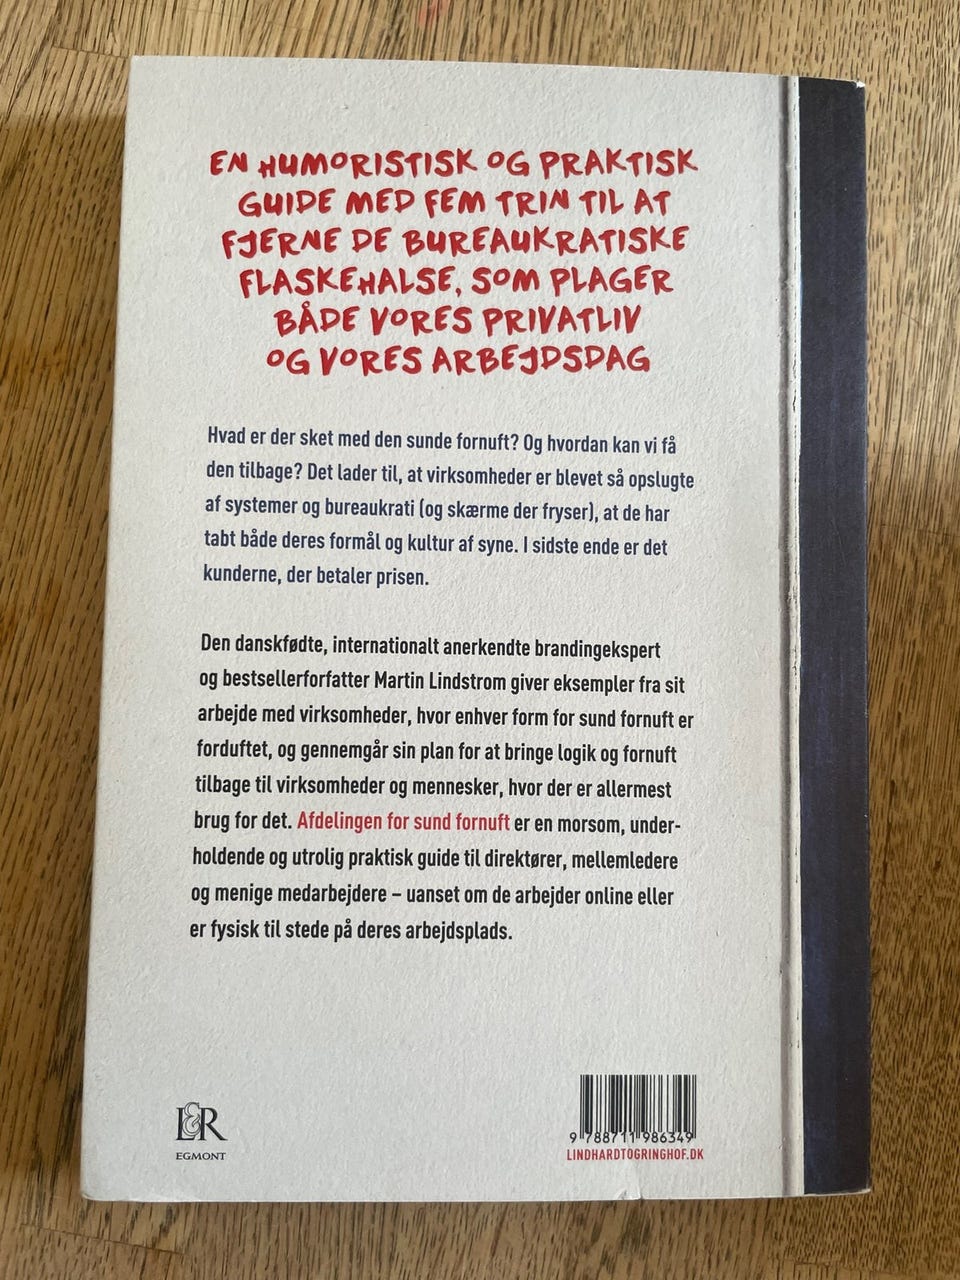 EN HUMORISTISK OG PRAKTISK
GUIDE MED FEM TRIN TIL AT
FJERNE DE BUREAUKRATISKE
FLASKEHALSE, SOM PLAGER
BÅDE VORES PRIVATLIV
OG VORES ARBEJDSDAG
Hvad er der sket med den sunde fornuft? Og hvordan kan vi få
den tilbage? Det lader til, at virksomheder er blevet så opslugte
af systemer og bureaukrati (og skærme der fryser), at de har
tabt både deres formål og kultur af syne. I sidste ende er det
kunderne, der betaler prisen.
Den danskfødte, internationalt anerkendte brandingekspert
og bestsellerforfatter Martin Lindstrom giver eksempler fra sit
arbejde med virksomheder, hvor enhver form for sund fornuft er
forduftet, og gennemgår sin plan for at bringe logik og fornuft
tilbage til virksomheder og mennesker, hvor der er allermest
brug for det. Afdelingen for sund fornuft er en morsom, under-
holdende og utrolig praktisk guide til direktører, mellemledere
og menige medarbejdere – uanset om de arbejder online eller
er fysisk til stede på deres arbejdsplads.
L&R
EGMONT
9 788711 986349
LINDHARDTOGRINGHOF.DK